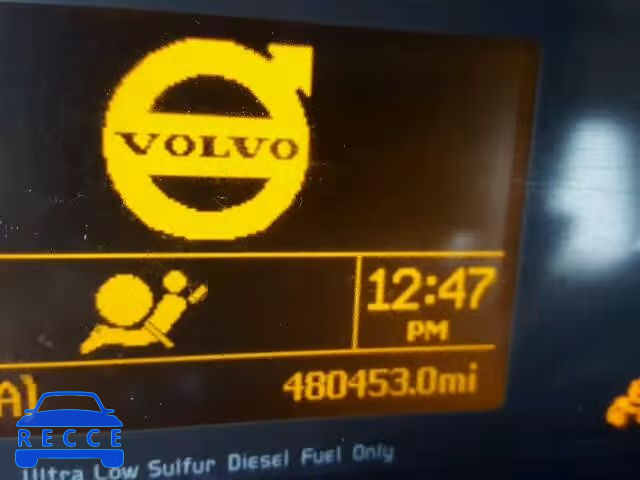 VOLVO
12:47
PM
A)
480453.0mi
RECCE
Ultra Low Sulfur Diesel Fuel Only